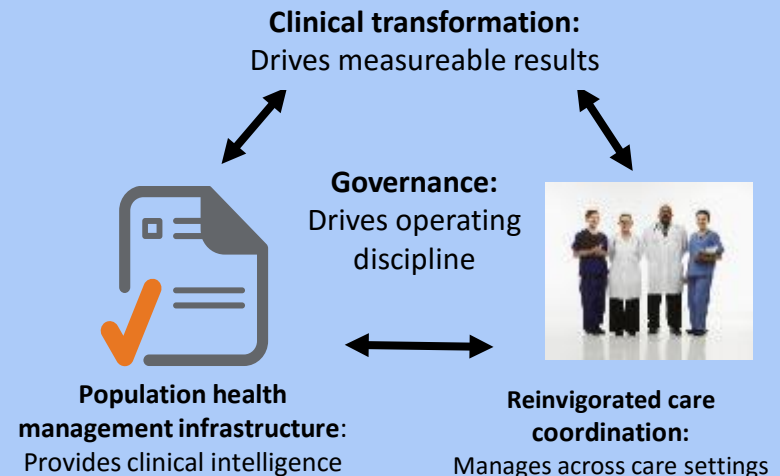 Clinical transformation:
Drives measureable results
Governance:
Drives operating
discipline
Population health
management infrastructure:
Provides clinical intelligence
Reinvigorated care
coordination:
Manages across care settings